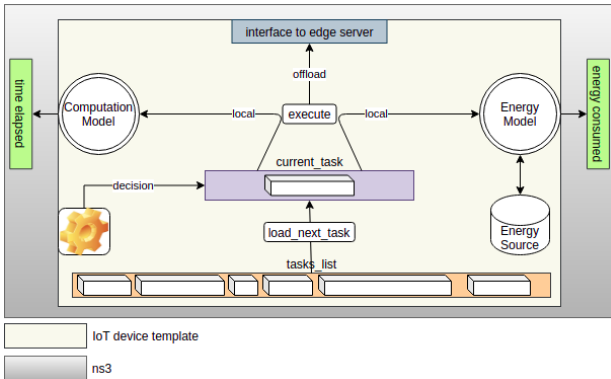 interface to edge server
offload
time elapsed
Computation
Model
local
execute
local
Energy
Model
energy consumed
current_task
decision
load_next_task
Energy
Source
tasks_list
IoT device template
ns3